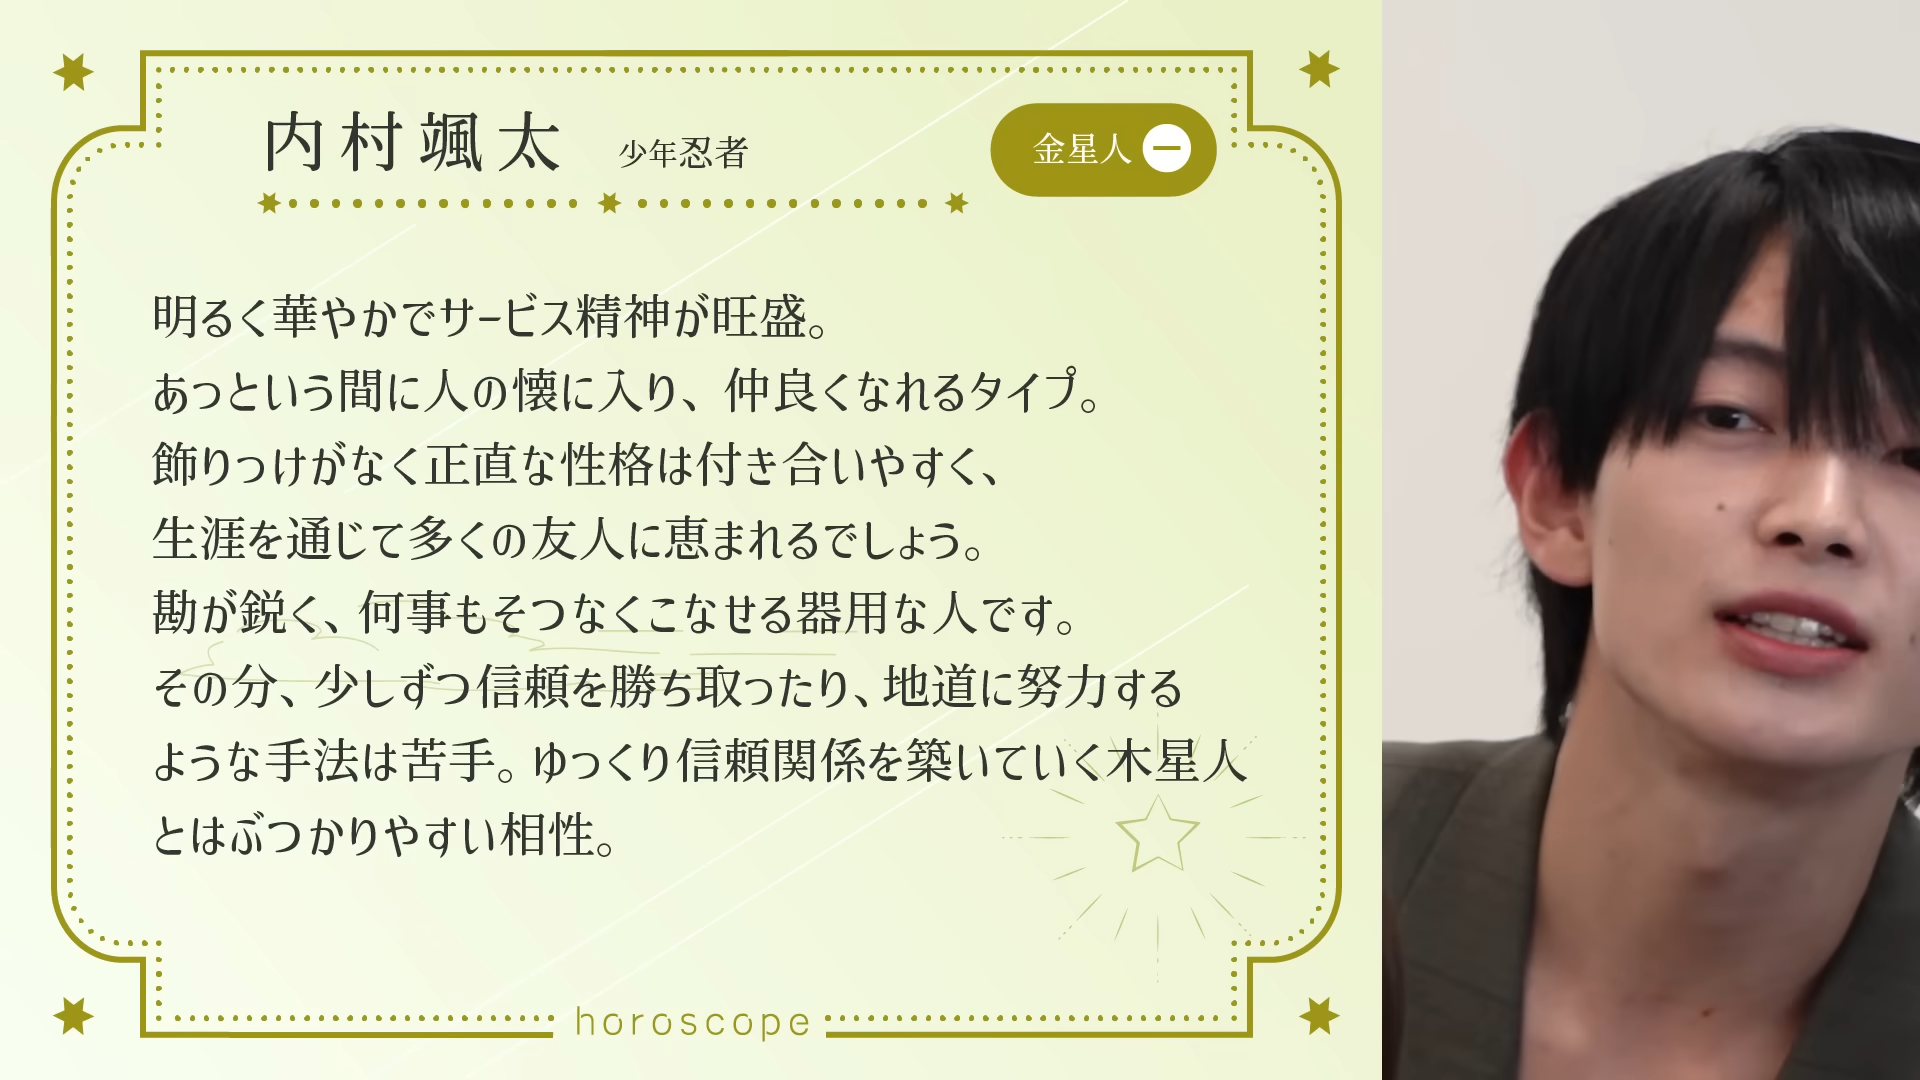 内村颯太 少年忍者
金星人 −
明るく華やかでサービス精神が旺盛。
あっという間に人の懐に入り、仲良くなれるタイプ。
飾りっけがなく正直な性格は付き合いやすく、
生涯を通じて多くの友人に恵まれるでしょう。
勘が鋭く、何事もそつなくこなせる器用な人です。
その分、少しずつ信頼を勝ち取ったり、地道に努力する
ような手法は苦手。ゆっくり信頼関係を築いていく木星人
とはぶつかりやすい相性。
horoscope